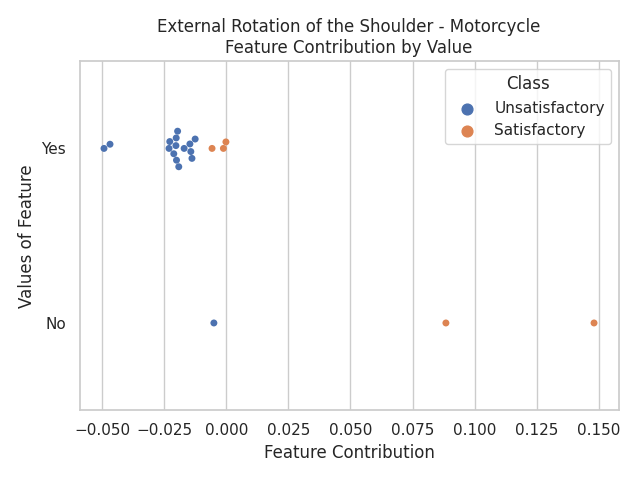 External Rotation of the Shoulder - Motorcycle
Feature Contribution by Value
Class
Unsatisfactory
Satisfactory
Yes
No
Values of Feature
−0.050 −0.025 0.000 0.025 0.050 0.075 0.100 0.125 0.150
Feature Contribution